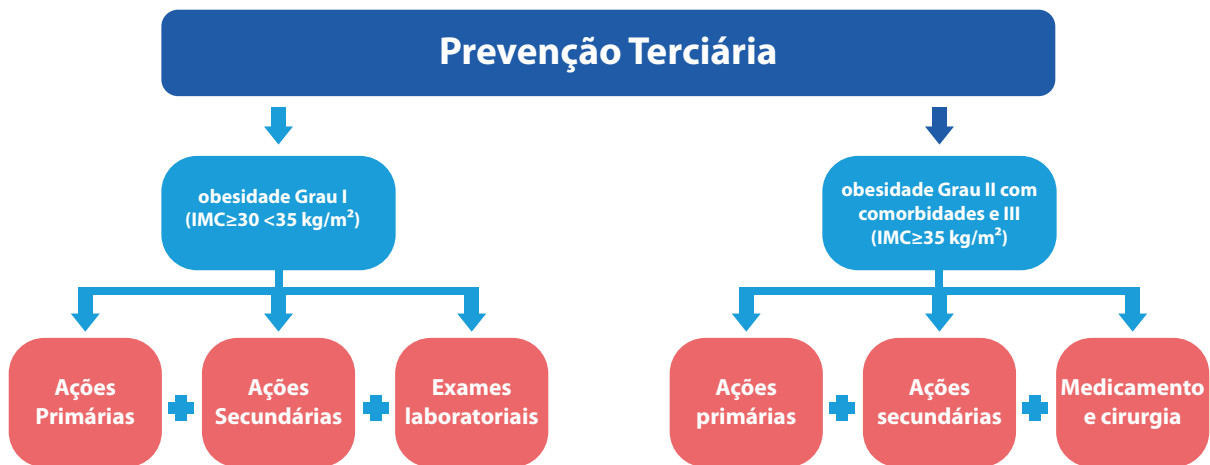 Prevenção Terciária
obesidade Grau I
(IMC≥30 <35 kg/m²)
obesidade Grau II com
comorbidades e III
(IMC≥35 kg/m²)
Ações
Primárias
Ações
Secundárias
Exames
laboratoriais
Ações
primárias
Ações
secundárias
Medicamento
e cirurgia